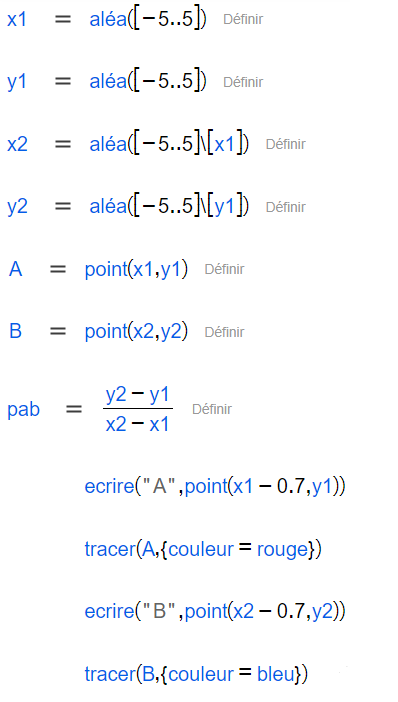 x1 = aléa([-5..5]) Définir
y1 = aléa([-5..5]) Définir
x2 = aléa([-5..5]\[x1]) Définir
y2 = aléa([-5..5]\[y1]) Définir
A = point(x1,y1) Définir
B = point(x2,y2) Définir
pab = y2 - y1 / x2 - x1 Définir
ecrire("A",point(x1 - 0.7,y1))
tracer(A,{couleur = rouge})
ecrire("B",point(x2 - 0.7,y2))
tracer(B,{couleur = bleu})